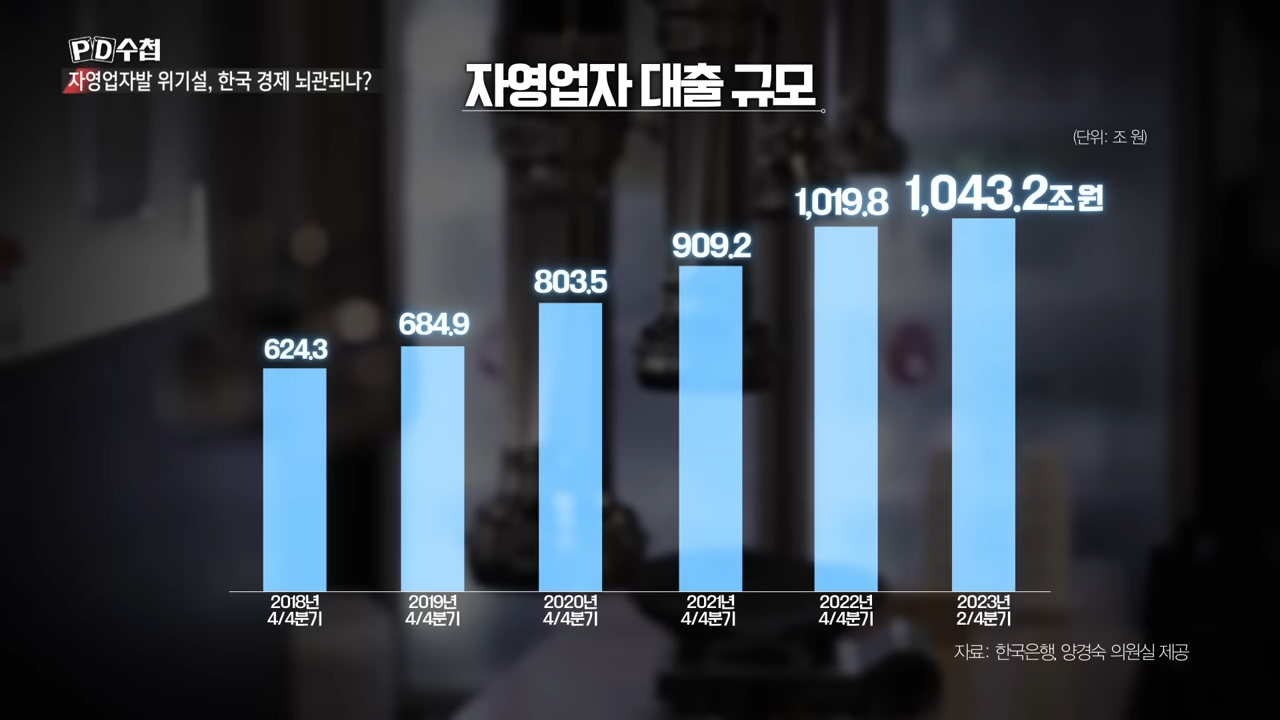 PD수첩
자영업자발 위기설, 한국 경제 뇌관되나?
자영업자 대출 규모
(단위: 조 원)
624.3
684.9
803.5
909.2
1,019.8
1,043.2조 원
2018년
4/4분기
2019년
4/4분기
2020년
4/4분기
2021년
4/4분기
2022년
4/4분기
2023년
2/4분기
자료: 한국은행, 양경숙 의원실 제공